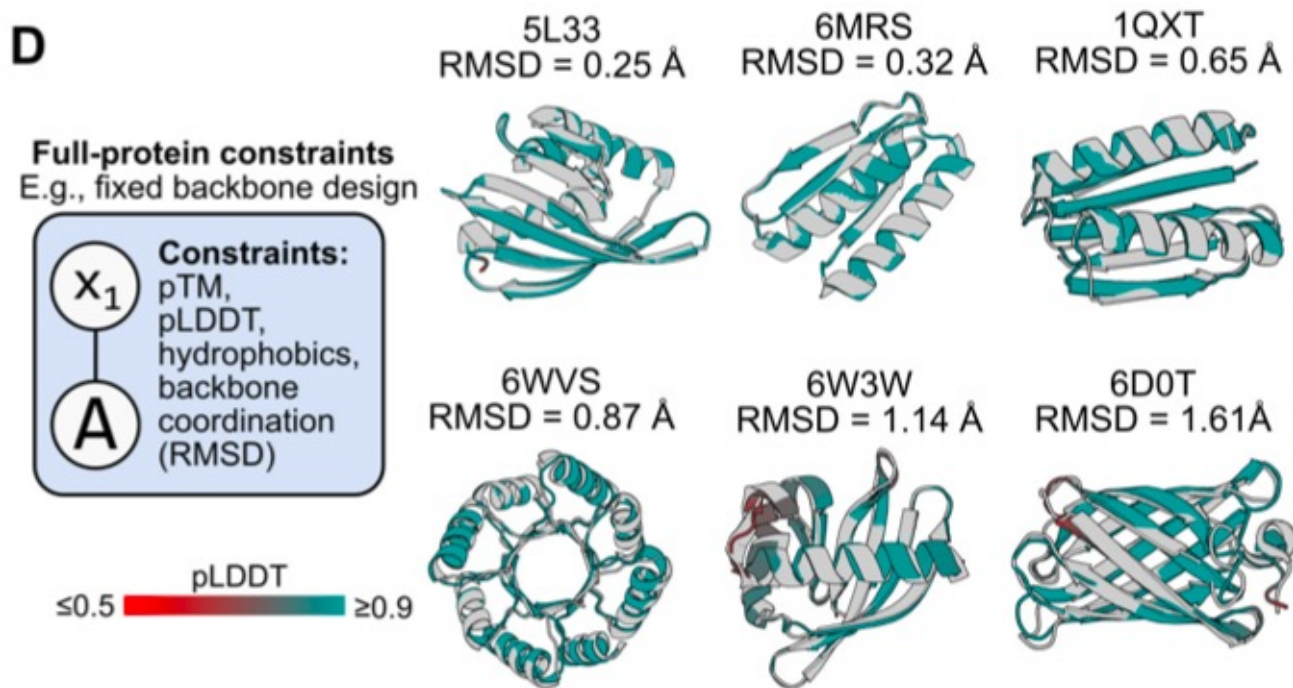 D
Full-protein constraints
E.g., fixed backbone design
x₁
A
Constraints:
pTM,
pLDDT,
hydrophobics,
backbone
coordination
(RMSD)
pLDDT
≤0.5
≥0.9
5L33
RMSD = 0.25 Å
6MRS
RMSD = 0.32 Å
1QXT
RMSD = 0.65 Å
6WVS
RMSD = 0.87 Å
6W3W
RMSD = 1.14 Å
6D0T
RMSD = 1.61Å